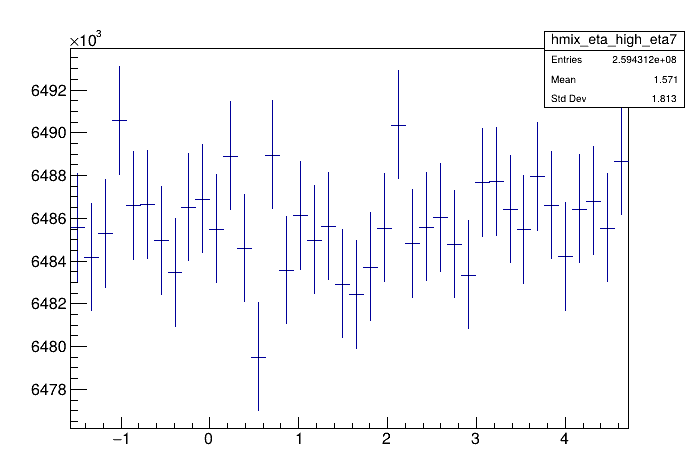 ×10³
hmix_eta_high_eta7
Entries 2.594312e+08
Mean 1.571
Std Dev 1.813
6492
6490
6488
6486
6484
6482
6480
6478
−1 0 1 2 3 4